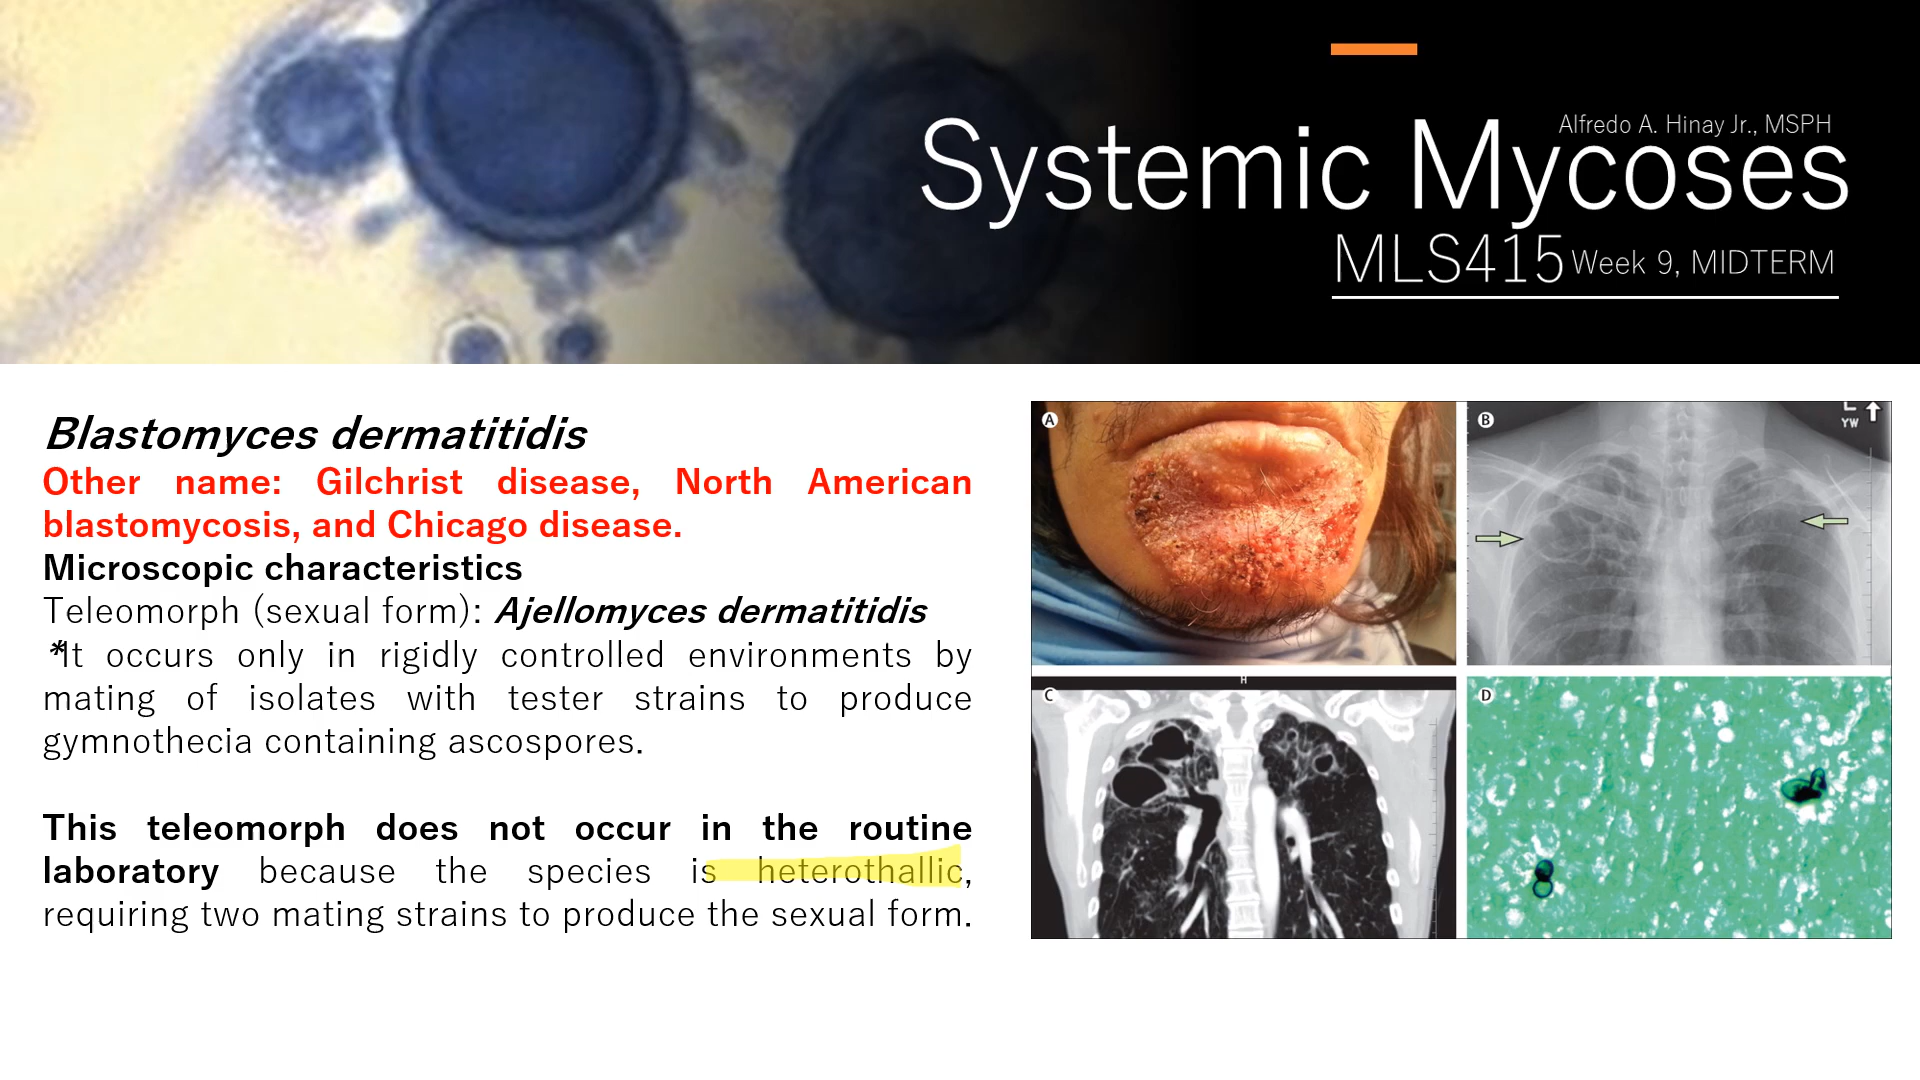 Alfredo A. Hinay Jr., MSPH
Systemic Mycoses
MLS415 Week 9, MIDTERM
Blastomyces dermatitidis
Other name: Gilchrist disease, North American
blastomycosis, and Chicago disease.
Microscopic characteristics
Teleomorph (sexual form): Ajellomyces dermatitidis
*It occurs only in rigidly controlled environments by
mating of isolates with tester strains to produce
gymnothecia containing ascospores.
This teleomorph does not occur in the routine
laboratory because the species is heterothallic,
requiring two mating strains to produce the sexual form.
A
B
L
YW
C
H
D